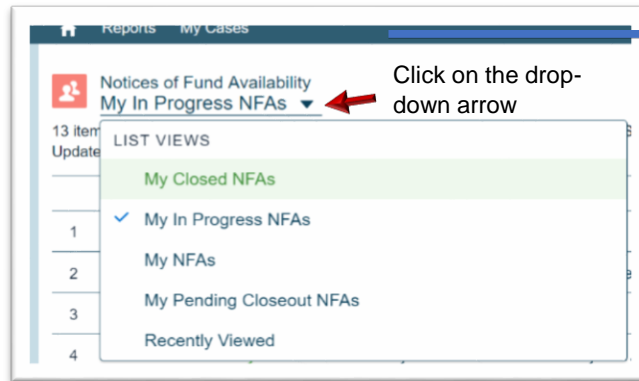 Reports My Cases
Notices of Fund Availability
My In Progress NFAs
Click on the drop-
down arrow
13 item
Update
LIST VIEWS
My Closed NFAs
My In Progress NFAs
1
My NFAs
2
My Pending Closeout NFAs
3
Recently Viewed
4